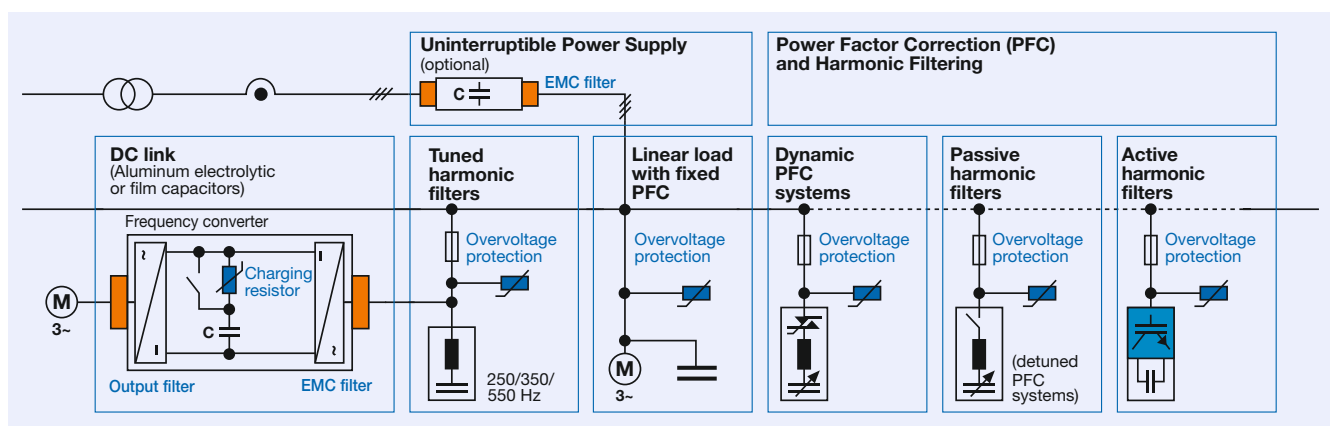 Uninterruptible Power Supply
(optional)
EMC filter
C
Power Factor Correction (PFC)
and Harmonic Filtering
DC link
(Aluminum electrolytic
or film capacitors)
Frequency converter
~
Charging
resistor
C
~
M
3~
Output filter
EMC filter
Tuned
harmonic
filters
Overvoltage
protection
250/350/
550 Hz
Linear load
with fixed
PFC
Overvoltage
protection
M
3~
Dynamic
PFC
systems
Overvoltage
protection
Passive
harmonic
filters
Overvoltage
protection
(detuned
PFC
systems)
Active
harmonic
filters
Overvoltage
protection